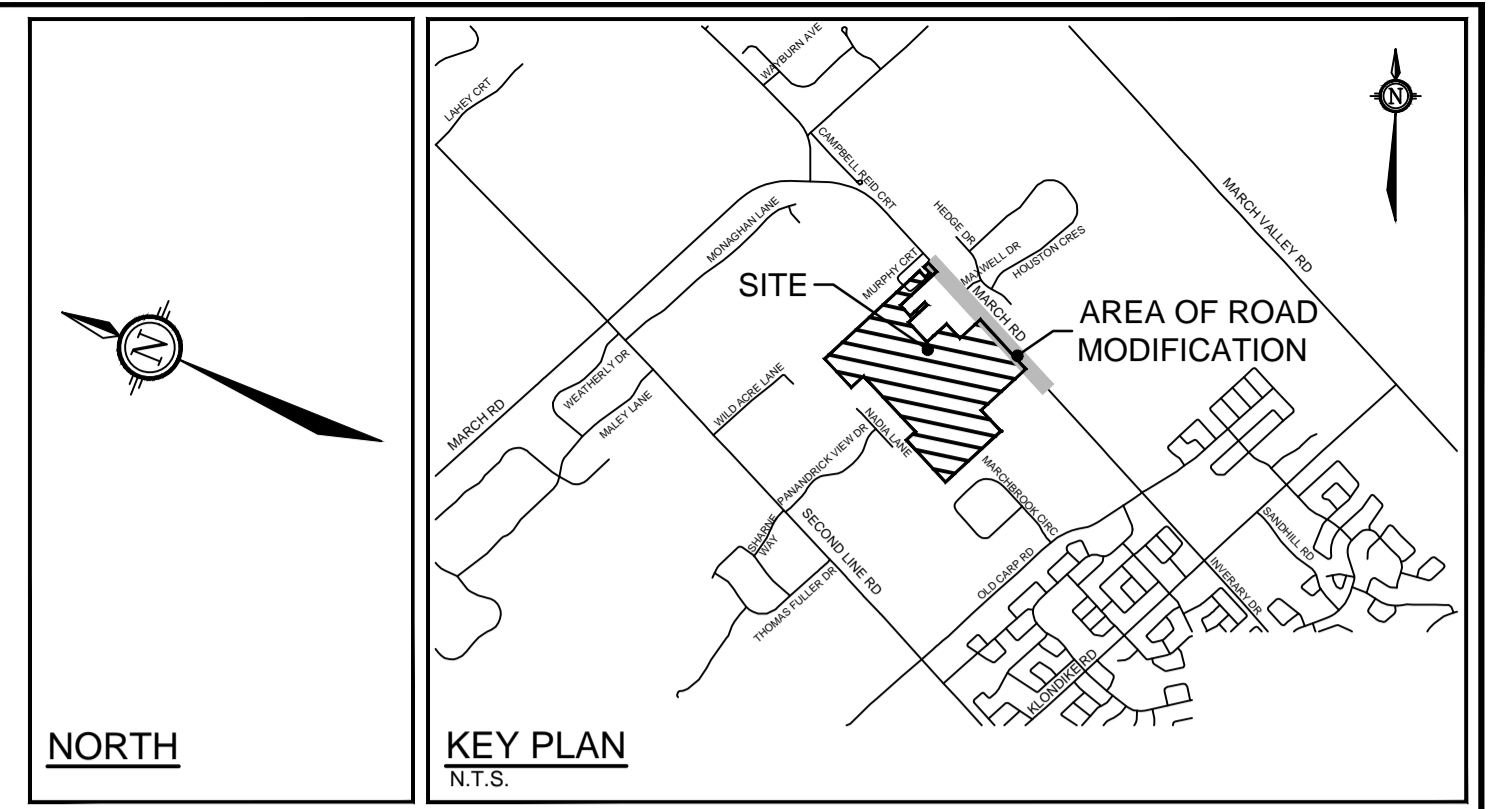 N
NORTH
WAYBURN AVE
LAHEY CRT
CAMPBELL REID CRT
N
MARCH VALLEY RD
MONAGHAN LANE
HEDGE DR
MURPHY CRT
MAXWELL DR
HOUSTON CRES
SITE
MARCH RD
AREA OF ROAD
MODIFICATION
WEATHERLY DR
MALEY LANE
WILD ACRE LANE
MARCH RD
NADIA LANE
PANANDRICK VIEW DR
MARCHBROOK CIRC
SHARNE
WAY
SECOND LINE RD
SANDHILL RD
OLD CARP RD
INVERARY DR
THOMAS FULLER DR
KLONDIKE RD
KEY PLAN
N.T.S.